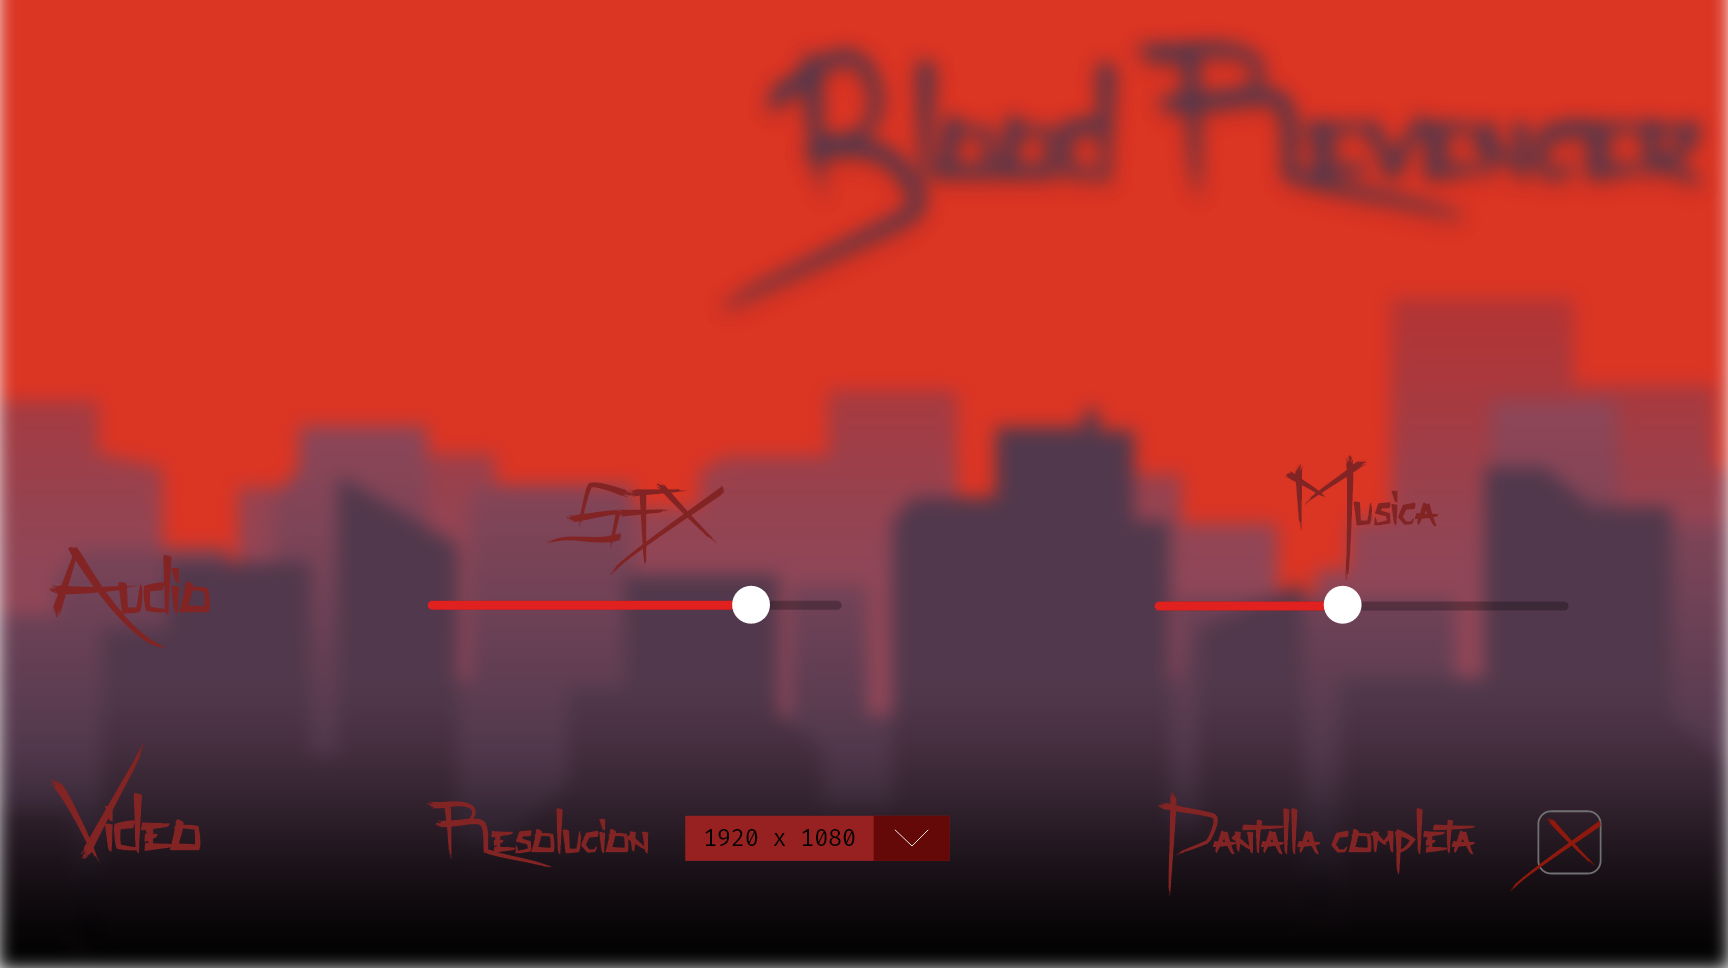 Blood Revenger
SFX
Musica
Audio
Video
Resolucion
1920 x 1080
Pantalla completa